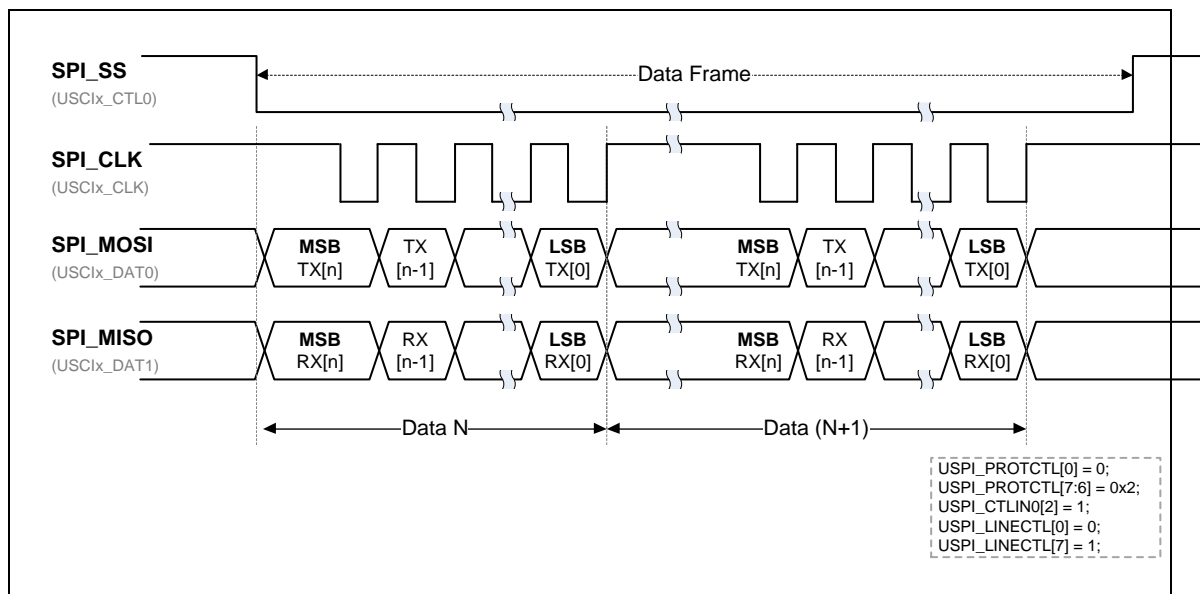 SPI_SS
(USCIx_CTL0)
Data Frame
SPI_CLK
(USCIx_CLK)
SPI_MOSI
(USCIx_DAT0)
MSB TX LSB MSB TX LSB
TX[n] [n-1] TX[0] TX[n] [n-1] TX[0]
SPI_MISO
(USCIx_DAT1)
MSB RX LSB MSB RX LSB
RX[n] [n-1] RX[0] RX[n] [n-1] RX[0]
Data N Data (N+1)
USPI_PROTCTL[0] = 0;
USPI_PROTCTL[7:6] = 0x2;
USPI_CTLIN0[2] = 1;
USPI_LINECTL[0] = 0;
USPI_LINECTL[7] = 1;